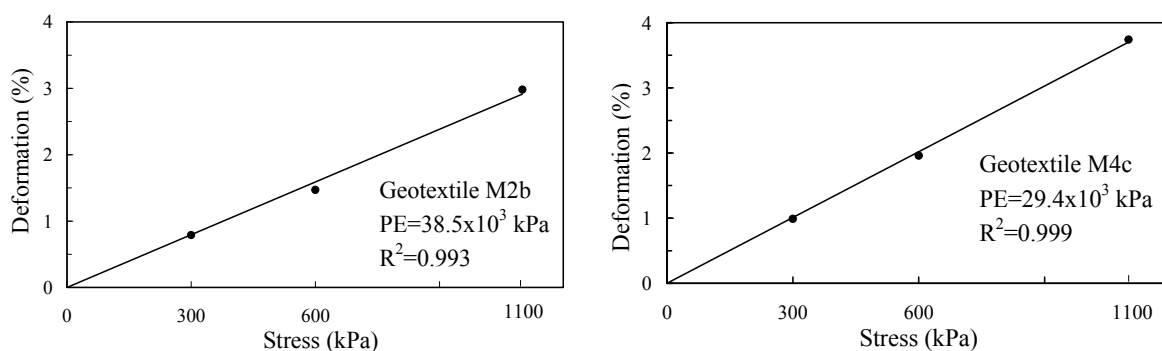 4
3
2
1
0
Deformation (%)
Geotextile M2b
PE=38.5x10³ kPa
R²=0.993
0 300 600 1100
Stress (kPa)
4
3
2
1
0
Deformation (%)
Geotextile M4c
PE=29.4x10³ kPa
R²=0.999
0 300 600 1100
Stress (kPa)